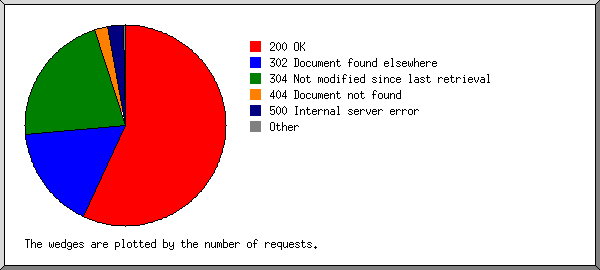 200 OK
302 Document found elsewhere
304 Not modified since last retrieval
404 Document not found
500 Internal server error
Other
The wedges are plotted by the number of requests.